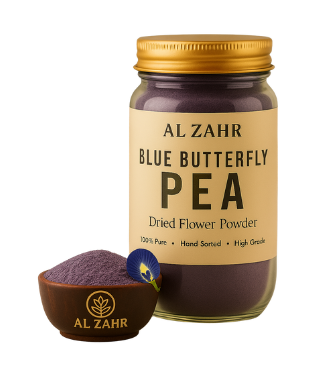 AL ZAHR
BLUE BUTTERFLY
PEA
Dried Flower Powder
100% Pure • Hand Sorted • High Grade
AL ZAHR